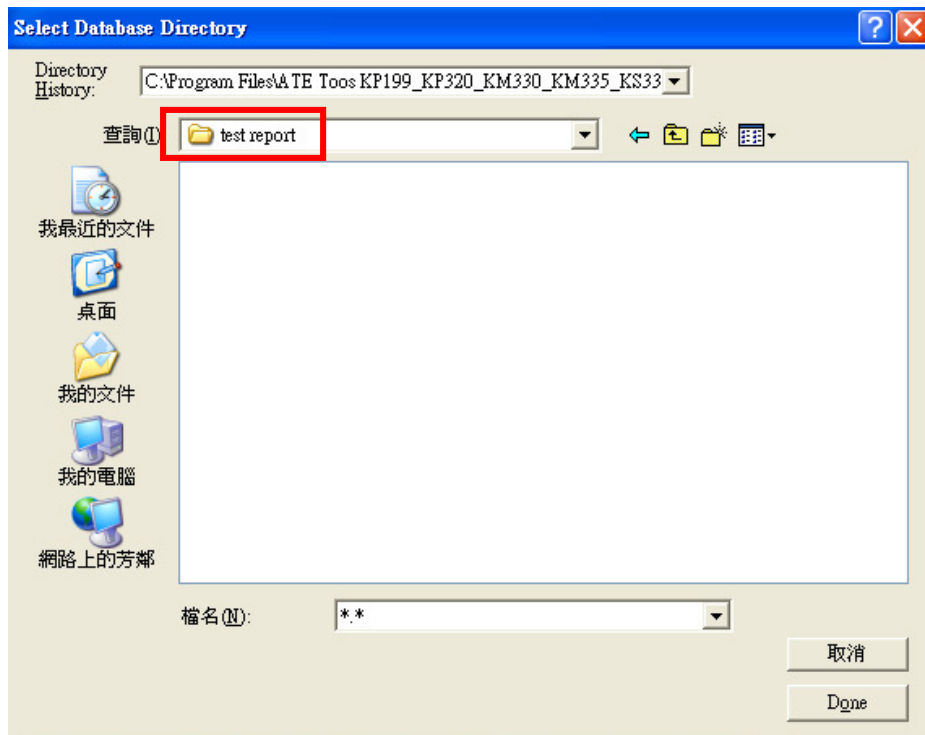 Select Database Directory
Directory History:
C:\Program Files\ATE Toos KP199_KP320_KM330_KM335_KS33
查詢(I)
test report
我最近的文件
桌面
我的文件
我的電腦
網路上的芳鄰
檔名(N):
*.*
取消
Done